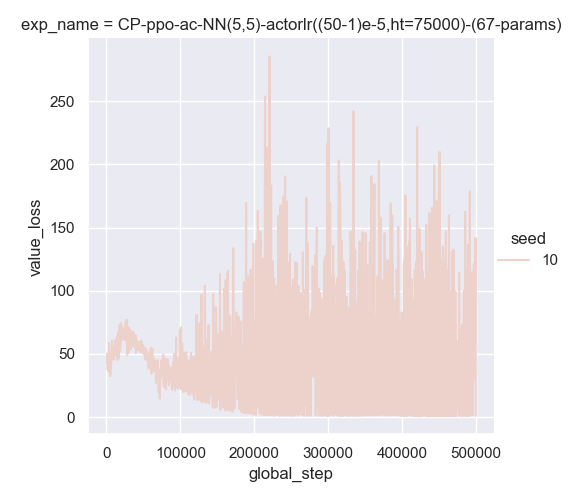 exp_name = CP-ppo-ac-NN(5,5)-actorlr((50-1)e-5,ht=75000)-(67-params)
250
200
150
100
50
0
value_loss
0 100000 200000 300000 400000 500000
global_step
seed
10